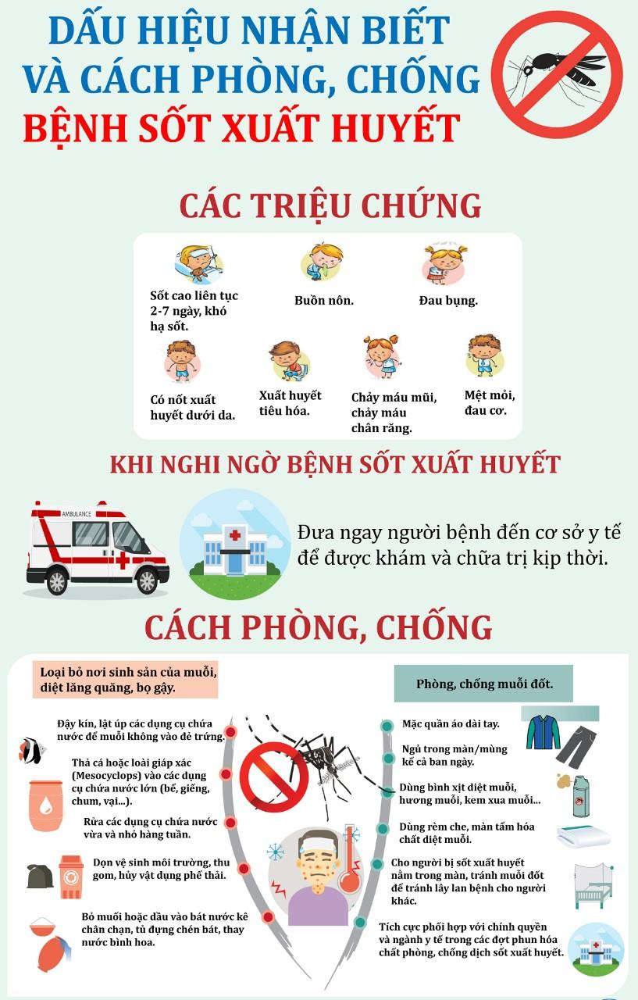 DẤU HIỆU NHẬN BIẾT
VÀ CÁCH PHÒNG, CHỐNG
BỆNH SỐT XUẤT HUYẾT
CÁC TRIỆU CHỨNG
Sốt cao liên tục
2-7 ngày, khó
hạ sốt.
Buồn nôn.
Đau bụng.
Có nốt xuất
huyết dưới da.
Xuất huyết
tiêu hóa.
Chảy máu mũi,
chảy máu
chân răng.
Mệt mỏi,
đau cơ.
KHI NGHI NGỜ BỆNH SỐT XUẤT HUYẾT
AMBULANCE
Đưa ngay người bệnh đến cơ sở y tế
để được khám và chữa trị kịp thời.
CÁCH PHÒNG, CHỐNG
Loại bỏ nơi sinh sản của muỗi,
diệt lăng quăng, bọ gậy.
Đậy kín, lật úp các dụng cụ chứa
nước để muỗi không vào đẻ trứng.
Thả cá hoặc loài giáp xác
(Mesocyclops) vào các dụng
cụ chứa nước lớn (bể, giếng,
chum, vại...).
Rửa các dụng cụ chứa nước
vừa và nhỏ hàng tuần.
Dọn vệ sinh môi trường, thu
gom, hủy vật dụng phế thải.
Bỏ muối hoặc dầu vào bát nước kê
chân chạn, tủ đựng chén bát, thay
nước bình hoa.
Phòng, chống muỗi đốt.
Mặc quần áo dài tay.
Ngủ trong màn/mùng
kể cả ban ngày.
Dùng bình xịt diệt muỗi,
hương muỗi, kem xua muỗi...
Dùng rèm che, màn tẩm hóa
chất diệt muỗi.
Cho người bị sốt xuất huyết
nằm trong màn, tránh muỗi đốt
để tránh lây lan bệnh cho người
khác.
Tích cực phối hợp với chính quyền
và ngành y tế trong các đợt phun hóa
chất phòng, chống dịch sốt xuất huyết.